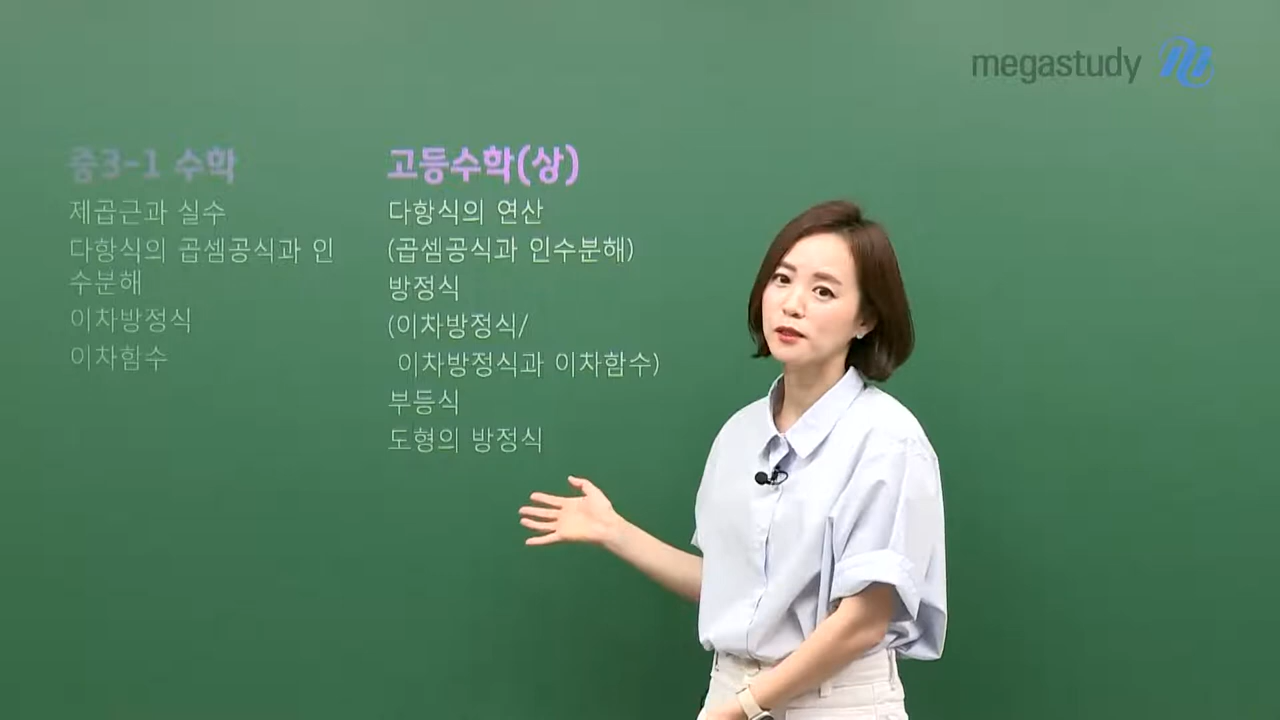 megastudy
중3-1 수학
제곱근과 실수
다항식의 곱셈공식과 인
수분해
이차방정식
이차함수
고등수학(상)
다항식의 연산
(곱셈공식과 인수분해)
방정식
(이차방정식/
이차방정식과 이차함수)
부등식
도형의 방정식